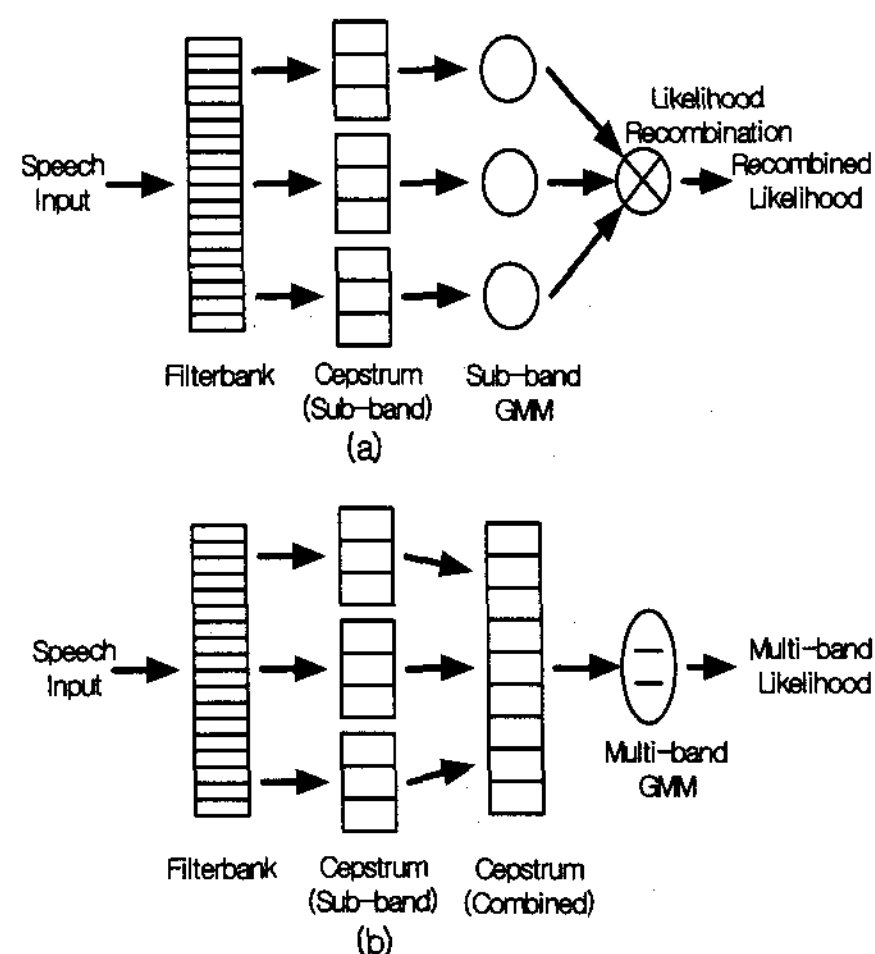 Speech
Input
Likelihood
Recombination
Recombined
Likelihood
Filterbank
Cepstrum
(Sub-band)
Sub-band
GMM
(a)
Speech
Input
Multi-band
Likelihood
Multi-band
GMM
Filterbank
Cepstrum
(Sub-band)
Cepstrum
(Combined)
(b)